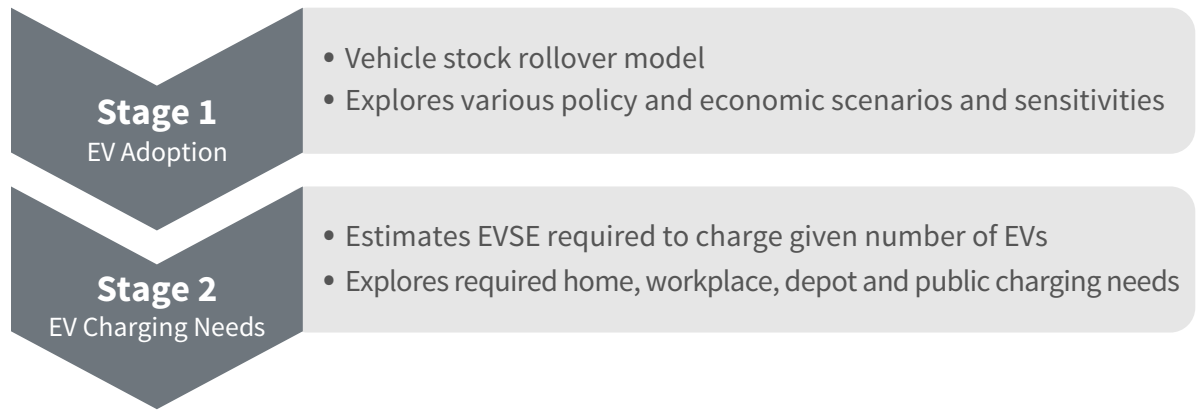 Stage 1
EV Adoption
• Vehicle stock rollover model
• Explores various policy and economic scenarios and sensitivities
Stage 2
EV Charging Needs
• Estimates EVSE required to charge given number of EVs
• Explores required home, workplace, depot and public charging needs